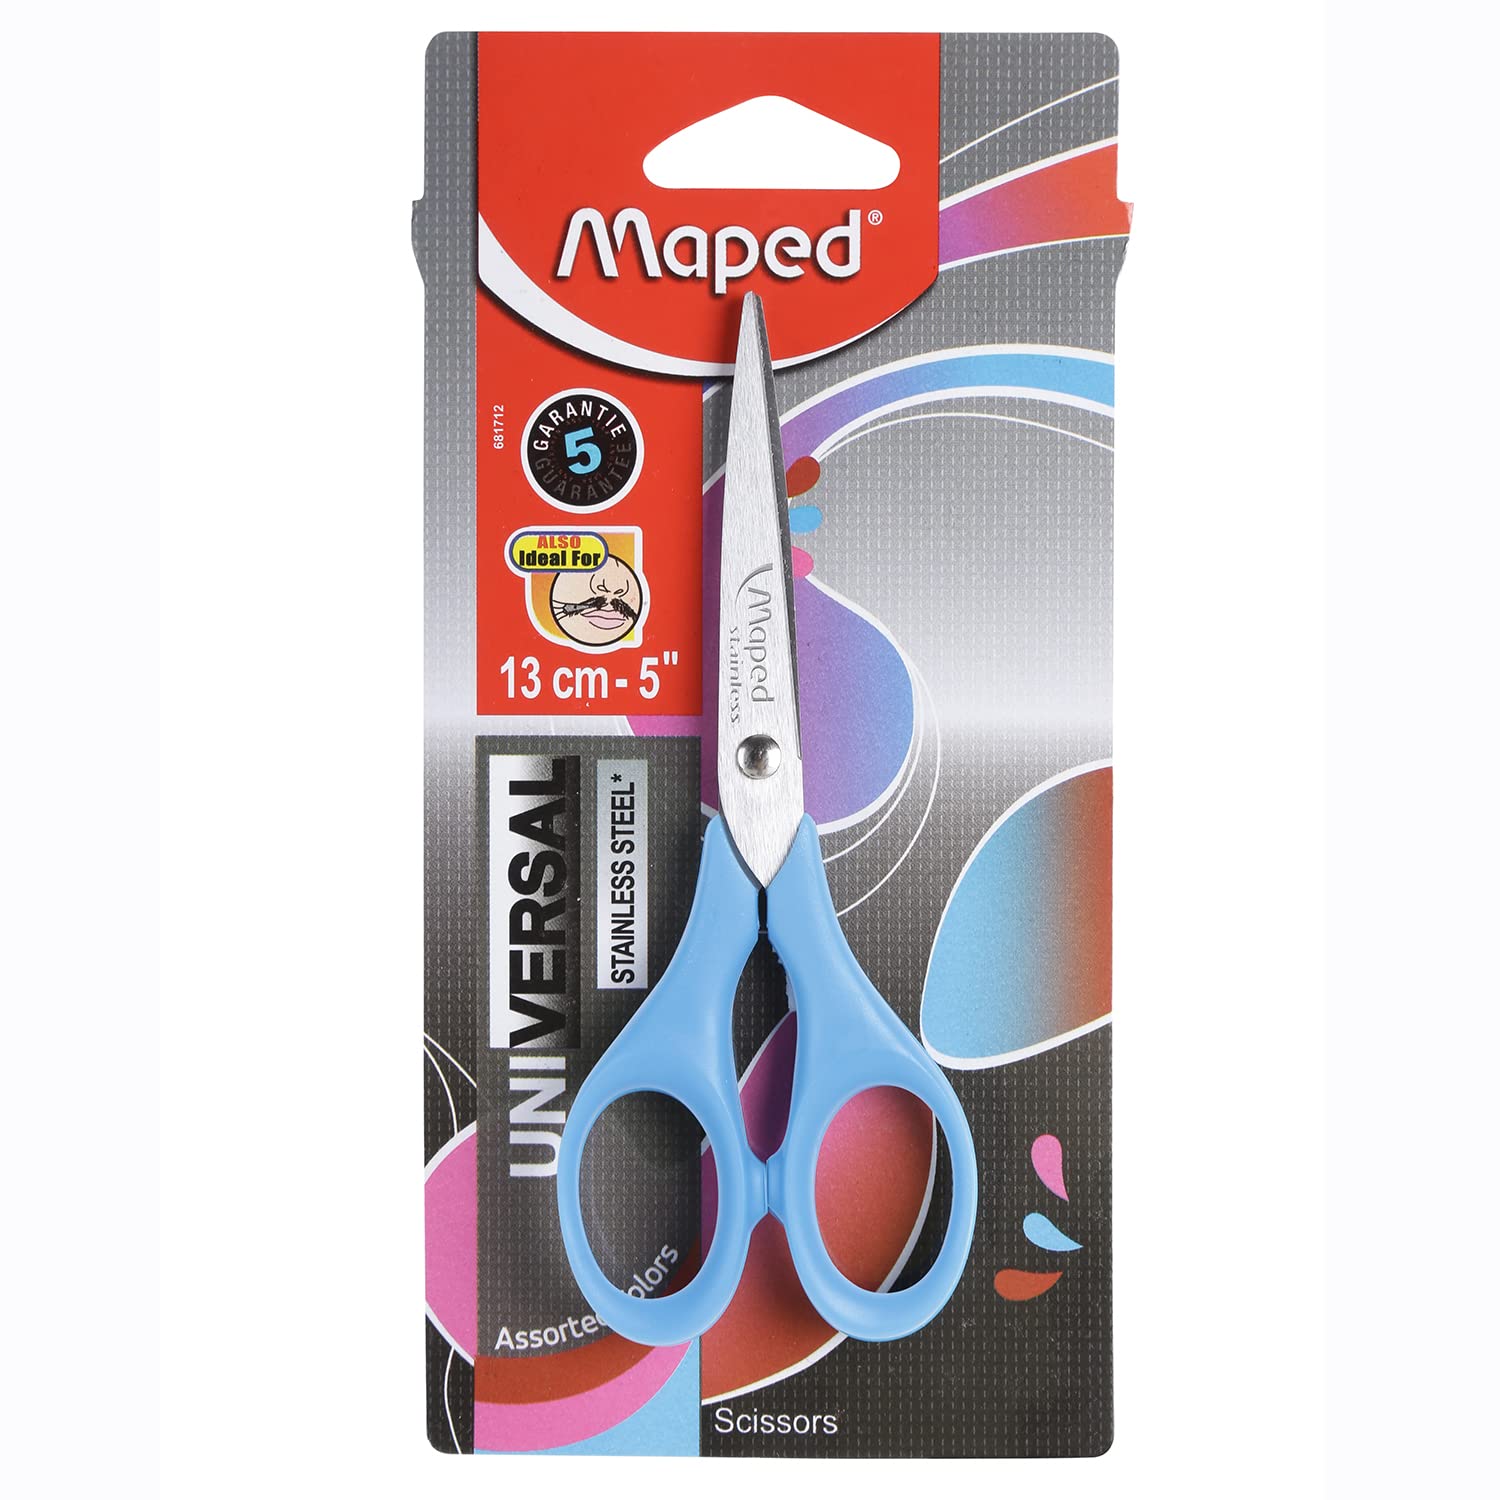 Maped®
681712
GARANTIE
5
GUARANTEE
ALSO
Ideal For
13 cm - 5"
Maped
stainless
UNIVERSAL
STAINLESS STEEL*
Assorted Colors
Scissors